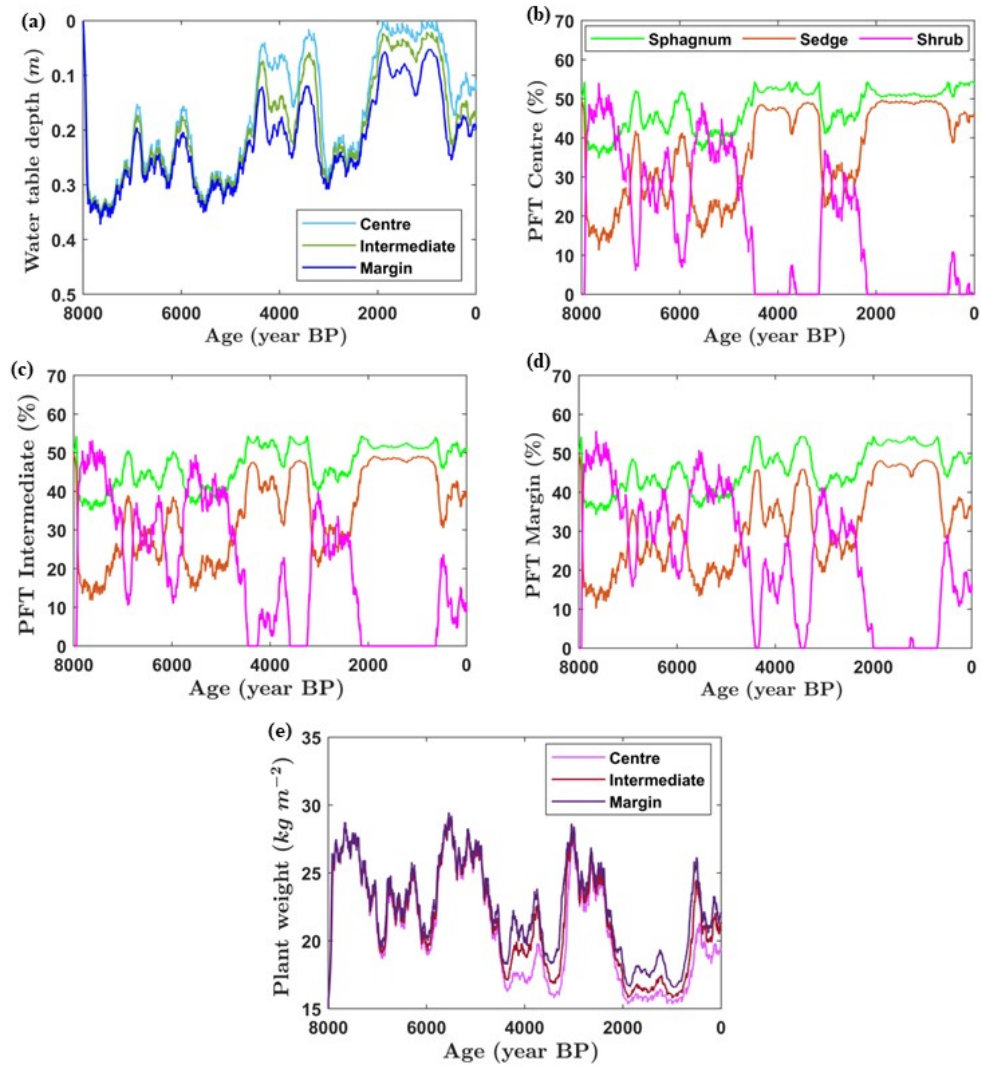 (a)
Water table depth (m)
0
0.1
0.2
0.3
0.4
0.5
Centre
Intermediate
Margin
8000 6000 4000 2000 0
Age (year BP)
(b)
PFT Centre (%)
70
60
50
40
30
20
10
0
Sphagnum Sedge Shrub
8000 6000 4000 2000 0
Age (year BP)
(c)
PFT Intermediate (%)
70
60
50
40
30
20
10
0
8000 6000 4000 2000 0
Age (year BP)
(d)
PFT Margin (%)
70
60
50
40
30
20
10
0
8000 6000 4000 2000 0
Age (year BP)
(e)
Plant weight (kg m⁻²)
35
30
25
20
15
Centre
Intermediate
Margin
8000 6000 4000 2000 0
Age (year BP)